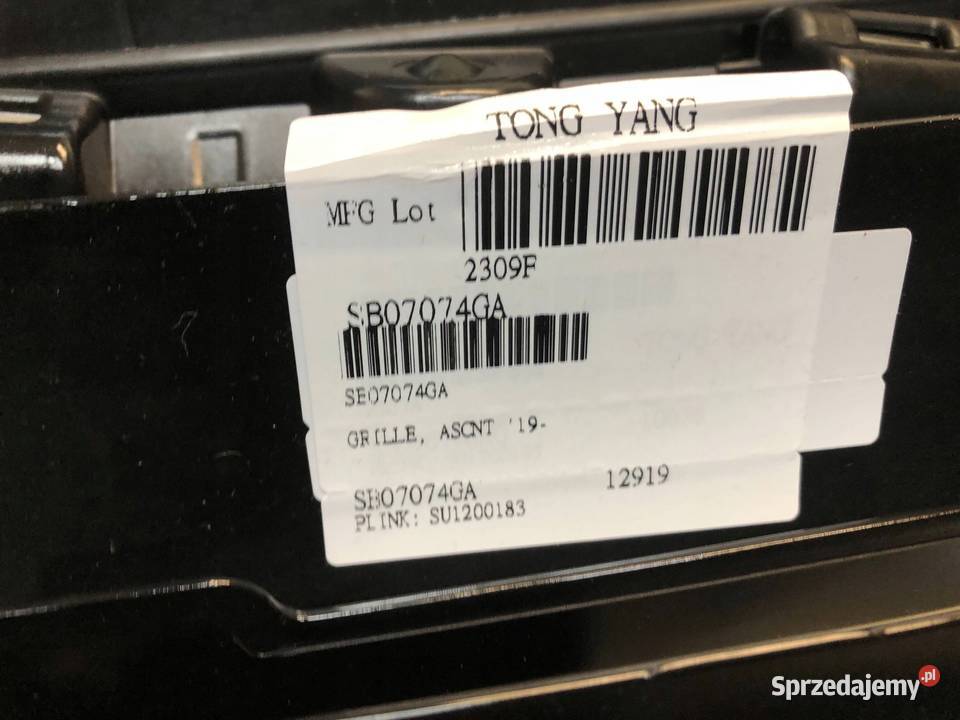 TONG YANG
MFG Lot
2309F
SB07074GA
SB07074GA
GRILLE, ASCNT '19-
SB07074GA 12919
PLINK: SU1200183
Sprzedajemy.pl